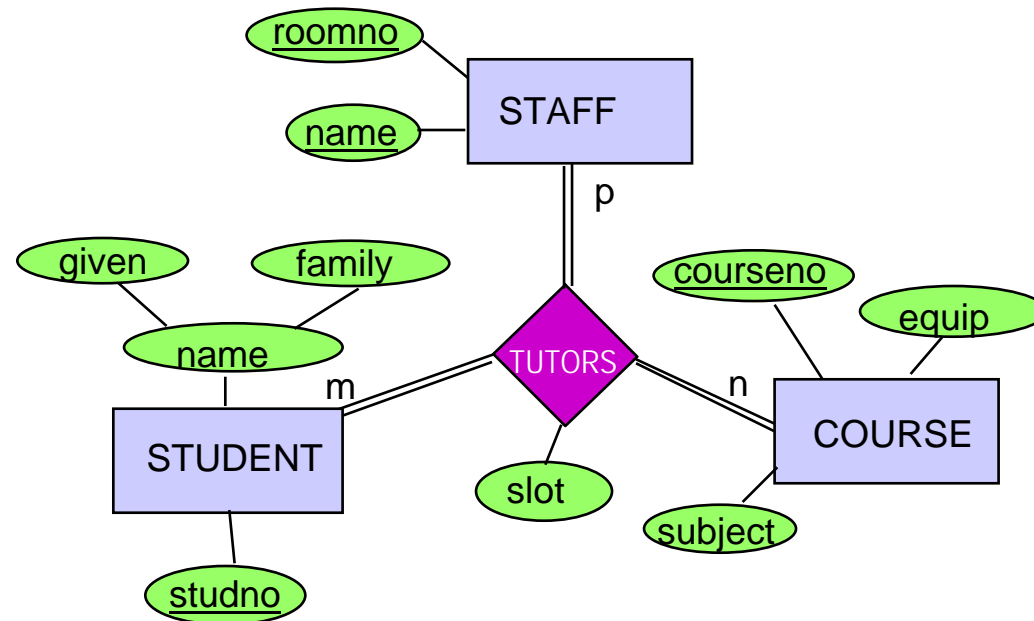 roomno
STAFF
name
p
given
family
courseno
equip
name
TUTORS
m
n
STUDENT
COURSE
slot
subject
studno